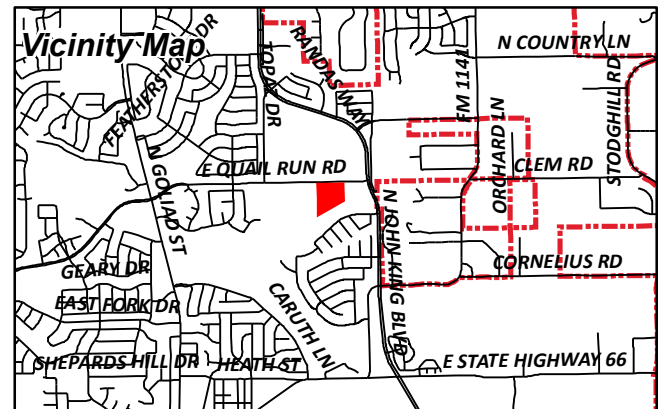 Vicinity Map
N COUNTRY LN
FEATHERSTONE DR
TOPAZ DR
RANDAS WAY
FM 1141
STODGHILL RD
N GOLIAD ST
E QUAIL RUN RD
ORCHARD LN
CLEM RD
N JOHN KING BLVD
GEARY DR
CORNELIUS RD
EAST FORK DR
CARUTH LN
SHEPARDS HILL DR
HEATH ST
E STATE HIGHWAY 66